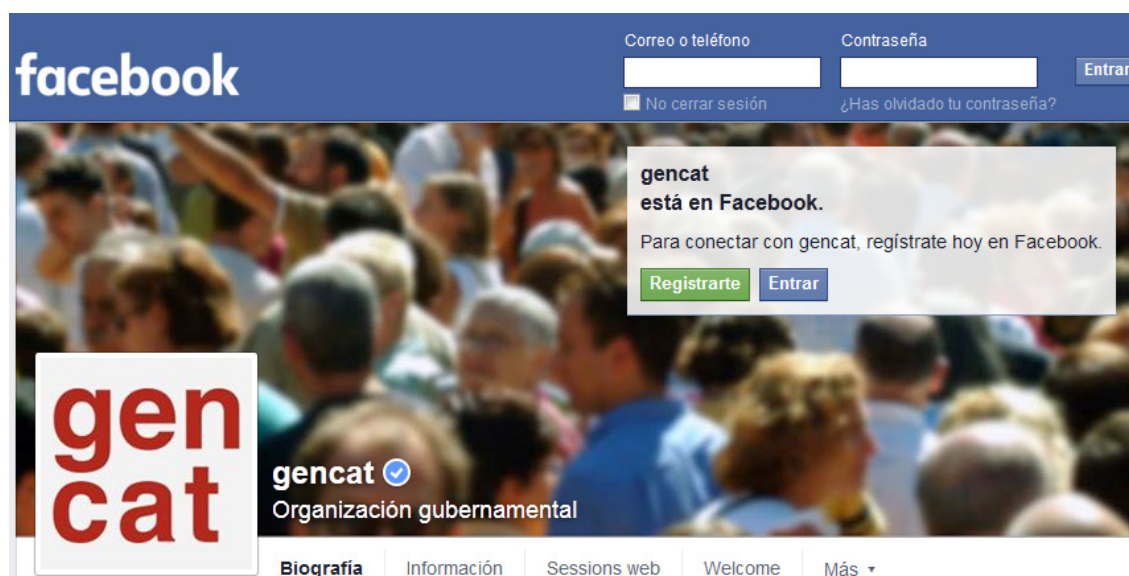 facebook
Correo o teléfono
Contraseña
Entrar
No cerrar sesión
¿Has olvidado tu contraseña?
gencat
está en Facebook.
Para conectar con gencat, regístrate hoy en Facebook.
Registrarte
Entrar
gen
cat
gencat
Organización gubernamental
Biografía
Información
Sessions web
Welcome
Más